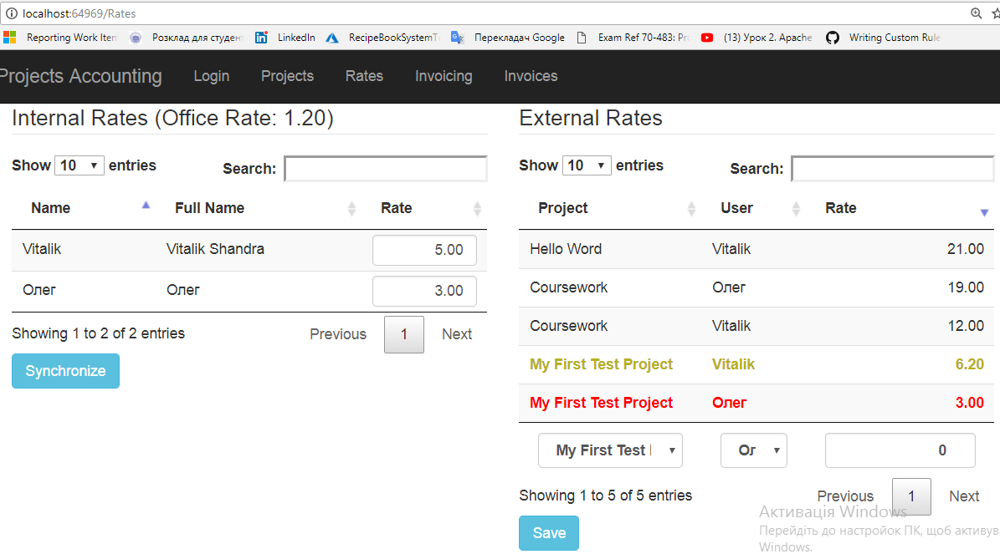 localhost:64969/Rates
Reporting Work Item Розклад для студент LinkedIn RecipeBookSystemT Перекладач Google Exam Ref 70-483: Pr (13) Урок 2. Apache Writing Custom Rule
Projects Accounting Login Projects Rates Invoicing Invoices
Internal Rates (Office Rate: 1.20)
Show 10 entries Search:
Name Full Name Rate
Vitalik Vitalik Shandra 5.00
Олег Олег 3.00
Showing 1 to 2 of 2 entries Previous 1 Next
Synchronize
External Rates
Show 10 entries Search:
Project User Rate
Hello Word Vitalik 21.00
Coursework Олег 19.00
Coursework Vitalik 12.00
My First Test Project Vitalik 6.20
My First Test Project Олег 3.00
My First Test Ол 0
Showing 1 to 5 of 5 entries Previous 1 Next
Save
Активація Windows
Перейдіть до настройок ПК, щоб активув
Windows.